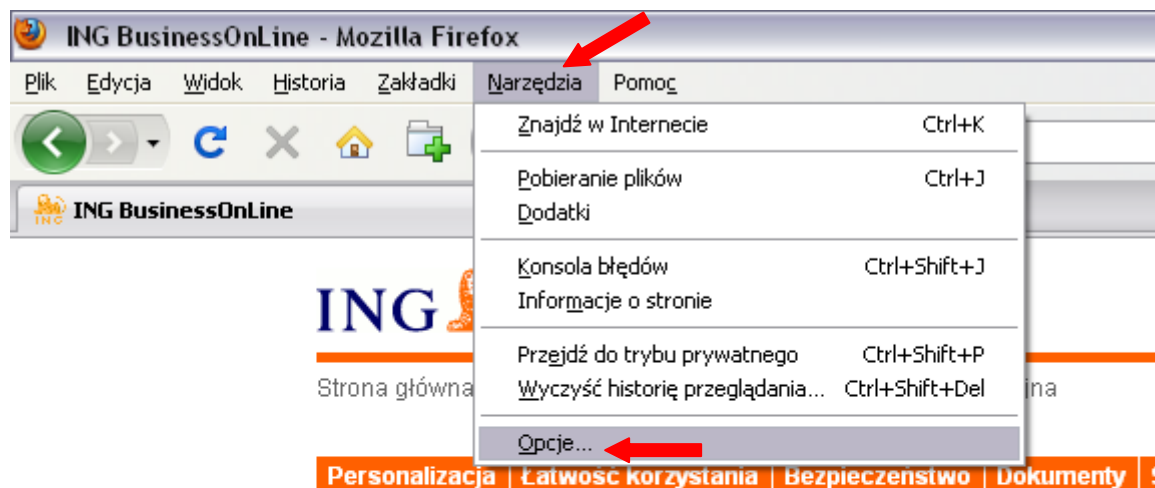 ING BusinessOnLine - Mozilla Firefox
Plik Edycja Widok Historia Zakładki Narzędzia Pomoc
Znajdź w Internecie Ctrl+K
Pobieranie plików Ctrl+J
Dodatki
ING BusinessOnLine
Konsola błędów Ctrl+Shift+J
Informacje o stronie
ING
Przejdź do trybu prywatnego Ctrl+Shift+P
Strona główna Wyczyść historię przeglądania... Ctrl+Shift+Del
Opcje...
Personalizacja Łatwość korzystania Bezpieczeństwo Dokumenty